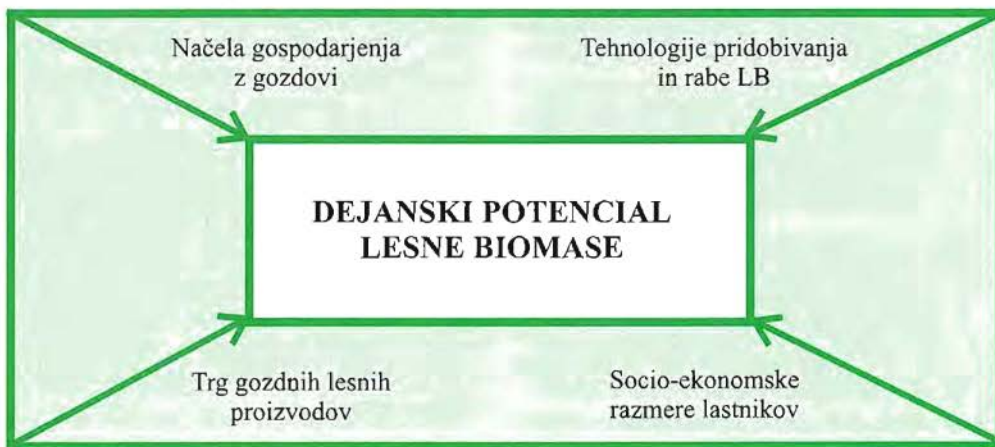 Načela gospodarjenja
z gozdovi
Tehnologije pridobivanja
in rabe LB
DEJANSKI POTENCIAL
LESNE BIOMASE
Trg gozdnih lesnih
proizvodov
Socio-ekonomske
razmere lastnikov